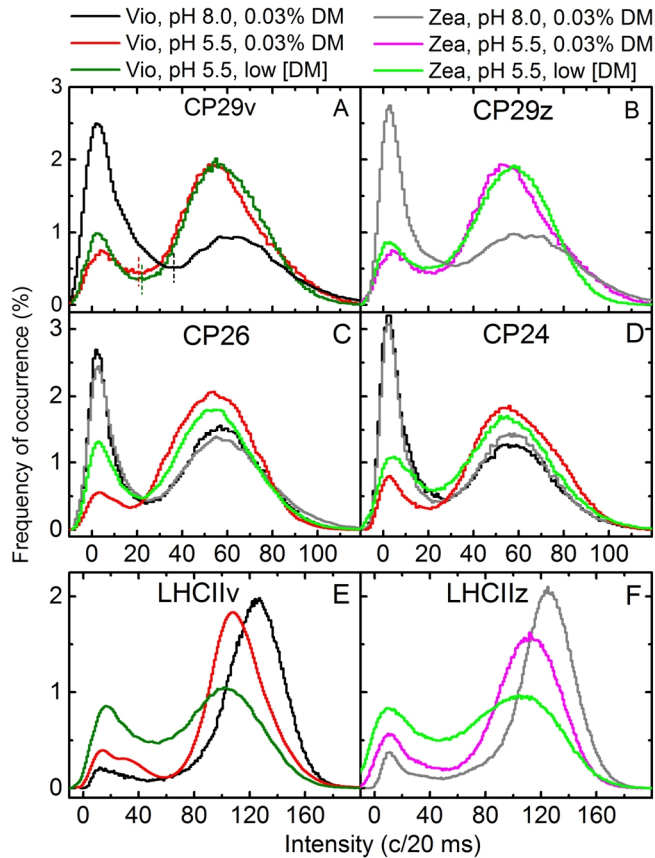 Vio, pH 8.0, 0.03% DM Zea, pH 8.0, 0.03% DM
Vio, pH 5.5, 0.03% DM Zea, pH 5.5, 0.03% DM
Vio, pH 5.5, low [DM] Zea, pH 5.5, low [DM]
3
CP29v A CP29z B
2
1
0
3 CP26 C CP24 D
2
1
0
0 20 40 60 80 100 0 20 40 60 80 100
LHCIIv E LHCIIz F
2
1
0
0 40 80 120 160 0 40 80 120 160
Frequency of occurrence (%)
Intensity (c/20 ms)